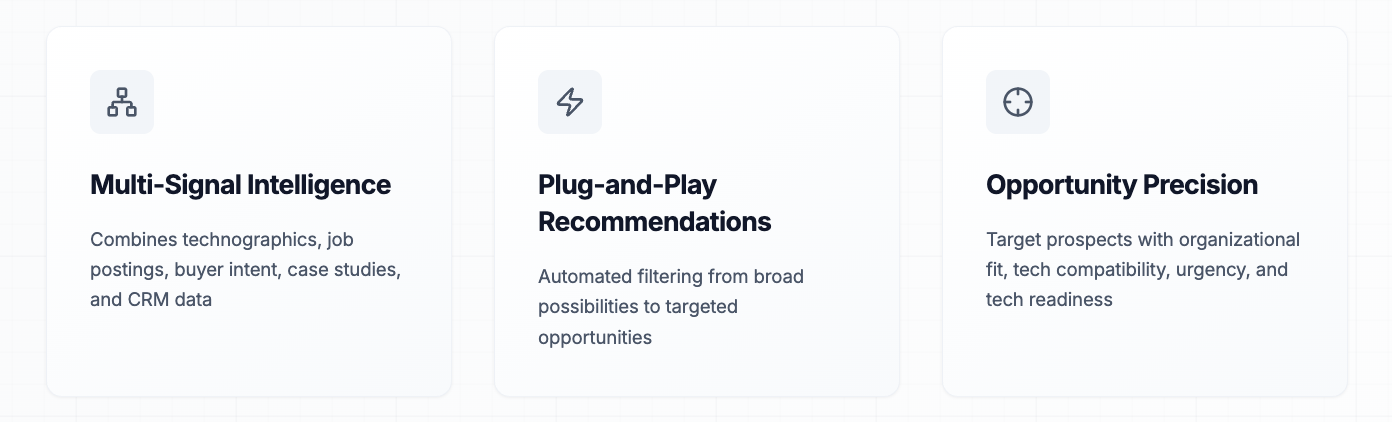 Multi-Signal Intelligence
Combines technographics, job
postings, buyer intent, case studies,
and CRM data
Plug-and-Play
Recommendations
Automated filtering from broad
possibilities to targeted
opportunities
Opportunity Precision
Target prospects with organizational
fit, tech compatibility, urgency, and
tech readiness